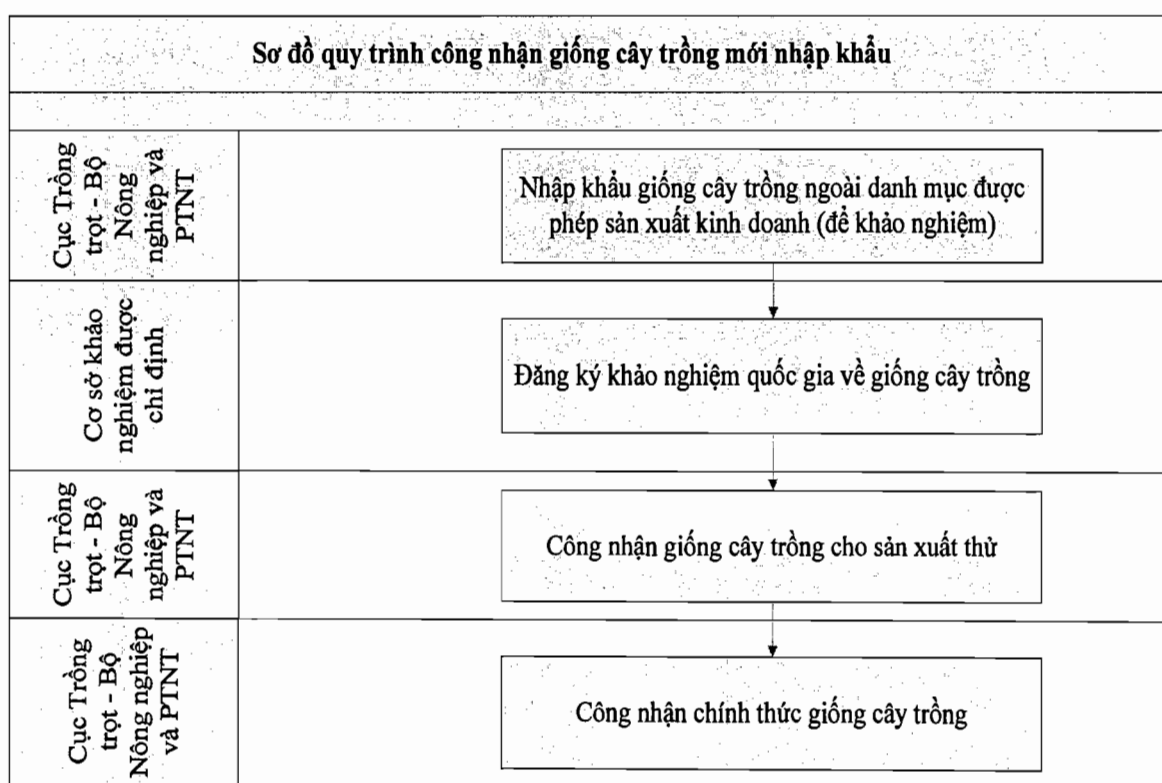 Sơ đồ quy trình công nhận giống cây trồng mới nhập khẩu
Cục Trồng
trọt - Bộ
Nông
nghiệp và
PTNT
Nhập khẩu giống cây trồng ngoài danh mục được
phép sản xuất kinh doanh (để khảo nghiệm)
Cơ sở khảo
nghiệm được
chỉ định
Đăng ký khảo nghiệm quốc gia về giống cây trồng
Cục Trồng
trọt - Bộ
Nông
nghiệp và
PTNT
Công nhận giống cây trồng cho sản xuất thử
Cục Trồng
trọt - Bộ
Nông nghiệp
và PTNT
Công nhận chính thức giống cây trồng